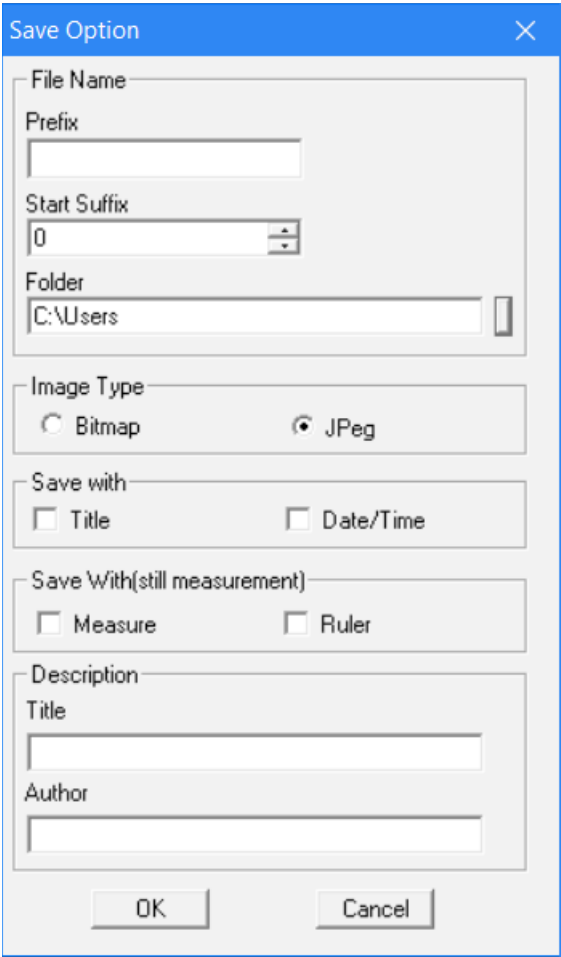 Save Option
File Name
Prefix
Start Suffix
0
Folder
C:\Users
Image Type
Bitmap JPeg
Save with
Title Date/Time
Save With(still measurement)
Measure Ruler
Description
Title
Author
OK Cancel